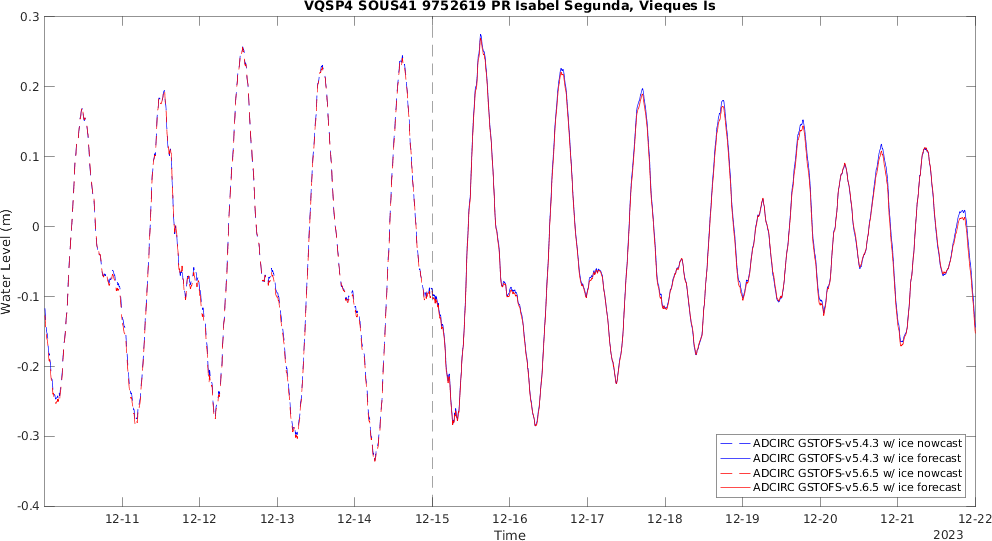 VQSP4 SOUS41 9752619 PR Isabel Segunda, Vieques Is
0.3
0.2
0.1
0
-0.1
-0.2
-0.3
-0.4
Water Level (m)
ADCIRC GSTOFS-v5.4.3 w/ ice nowcast
ADCIRC GSTOFS-v5.4.3 w/ ice forecast
ADCIRC GSTOFS-v5.6.5 w/ ice nowcast
ADCIRC GSTOFS-v5.6.5 w/ ice forecast
12-11 12-12 12-13 12-14 12-15 12-16 12-17 12-18 12-19 12-20 12-21 12-22
Time
2023